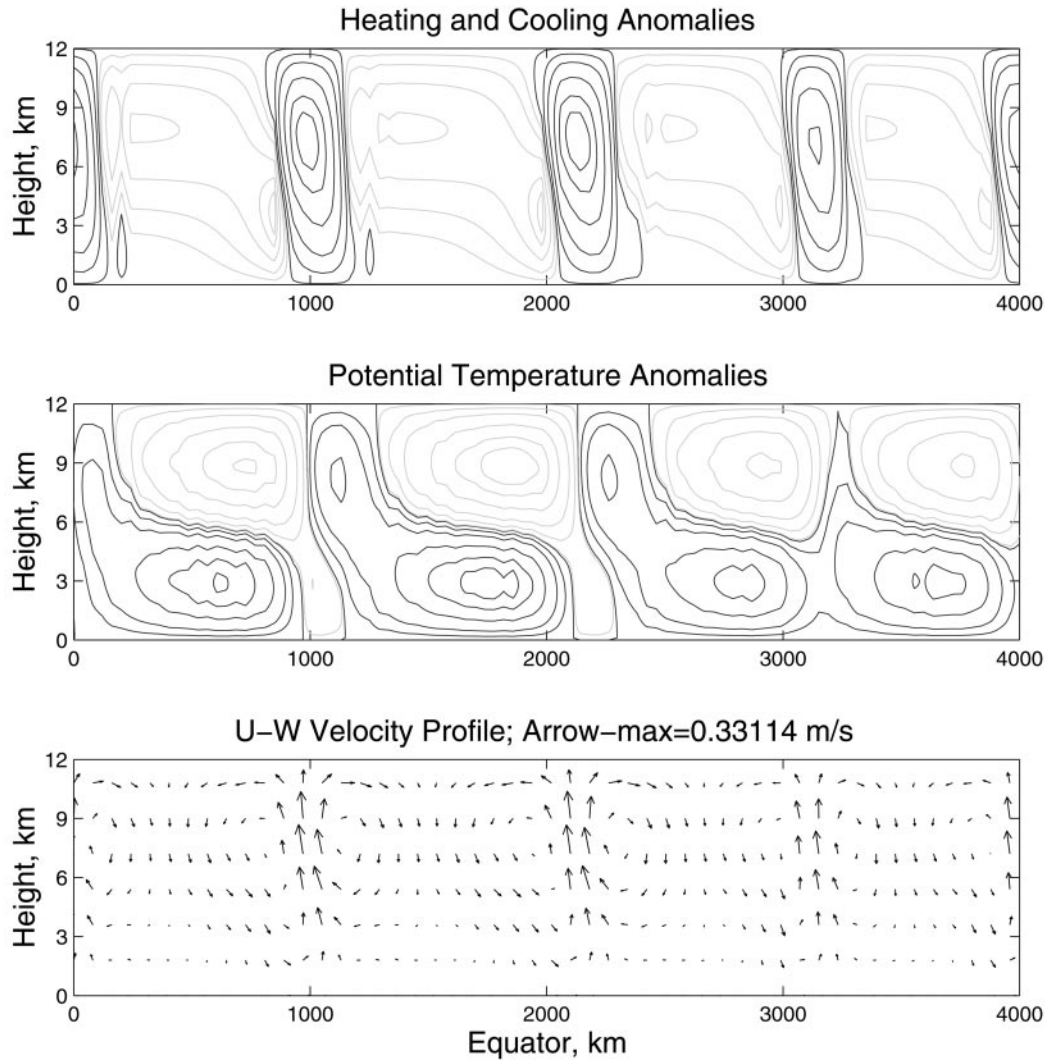 Heating and Cooling Anomalies
12
9
6
3
0
Height, km
0 1000 2000 3000 4000
Potential Temperature Anomalies
12
9
6
3
0
Height, km
0 1000 2000 3000 4000
U-W Velocity Profile; Arrow-max=0.33114 m/s
12
9
6
3
0
Height, km
0 1000 2000 3000 4000
Equator, km